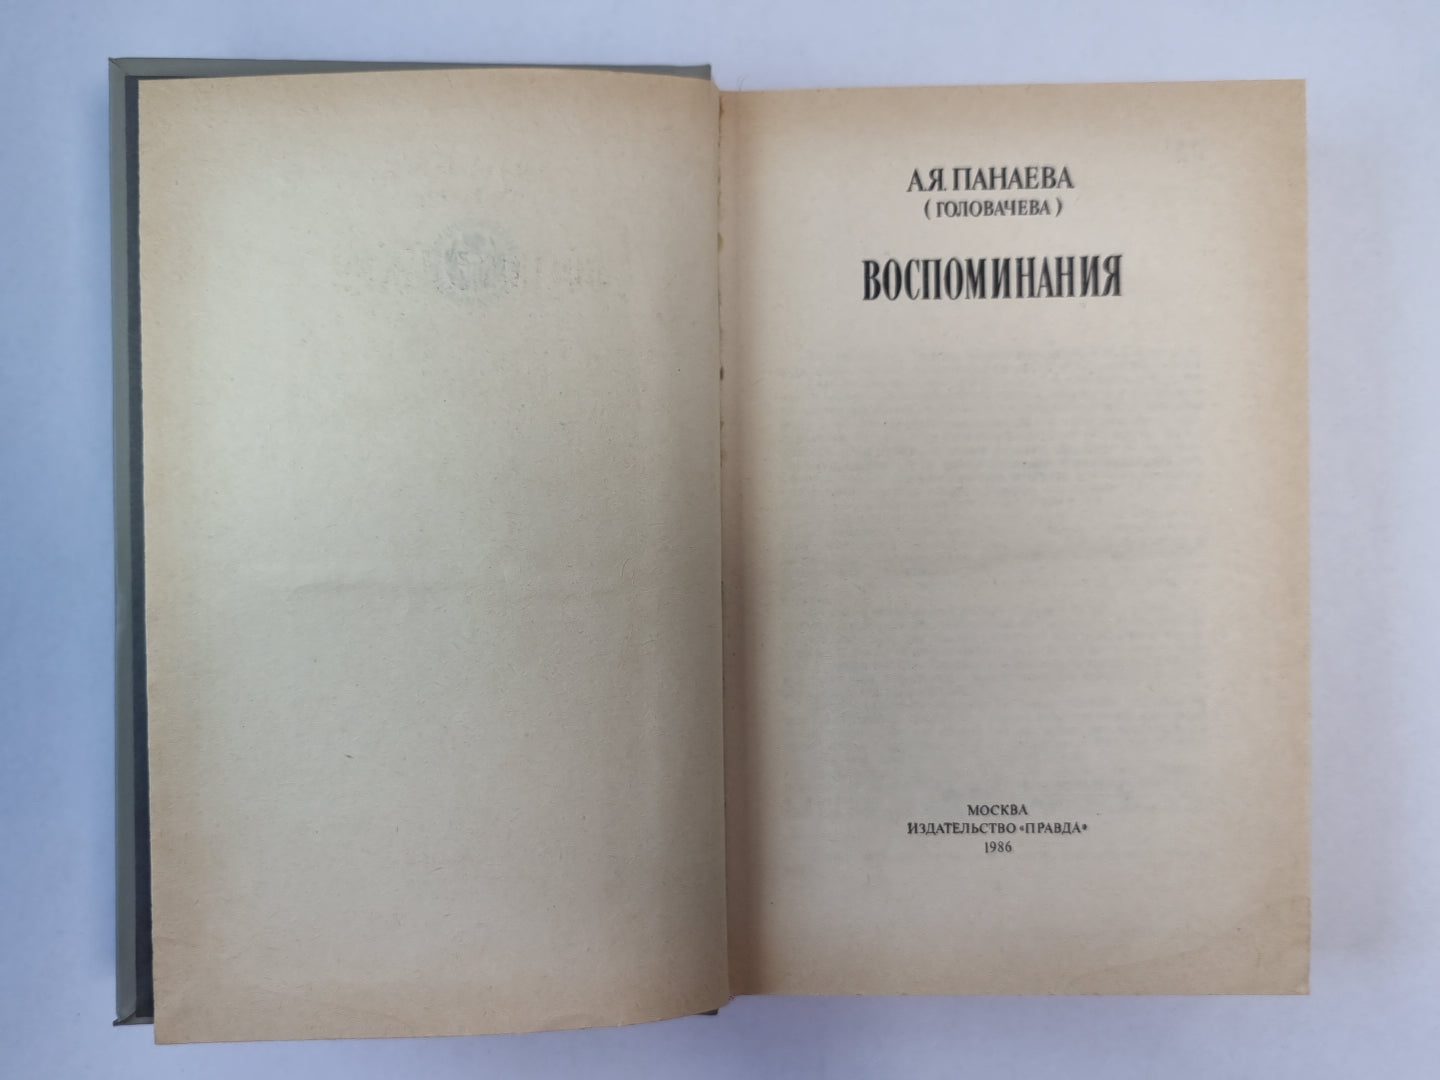 А.Я. ПАНАЕВА
(ГОЛОВАЧЕВА)
ВОСПОМИНАНИЯ
МОСКВА
ИЗДАТЕЛЬСТВО «ПРАВДА»
1986